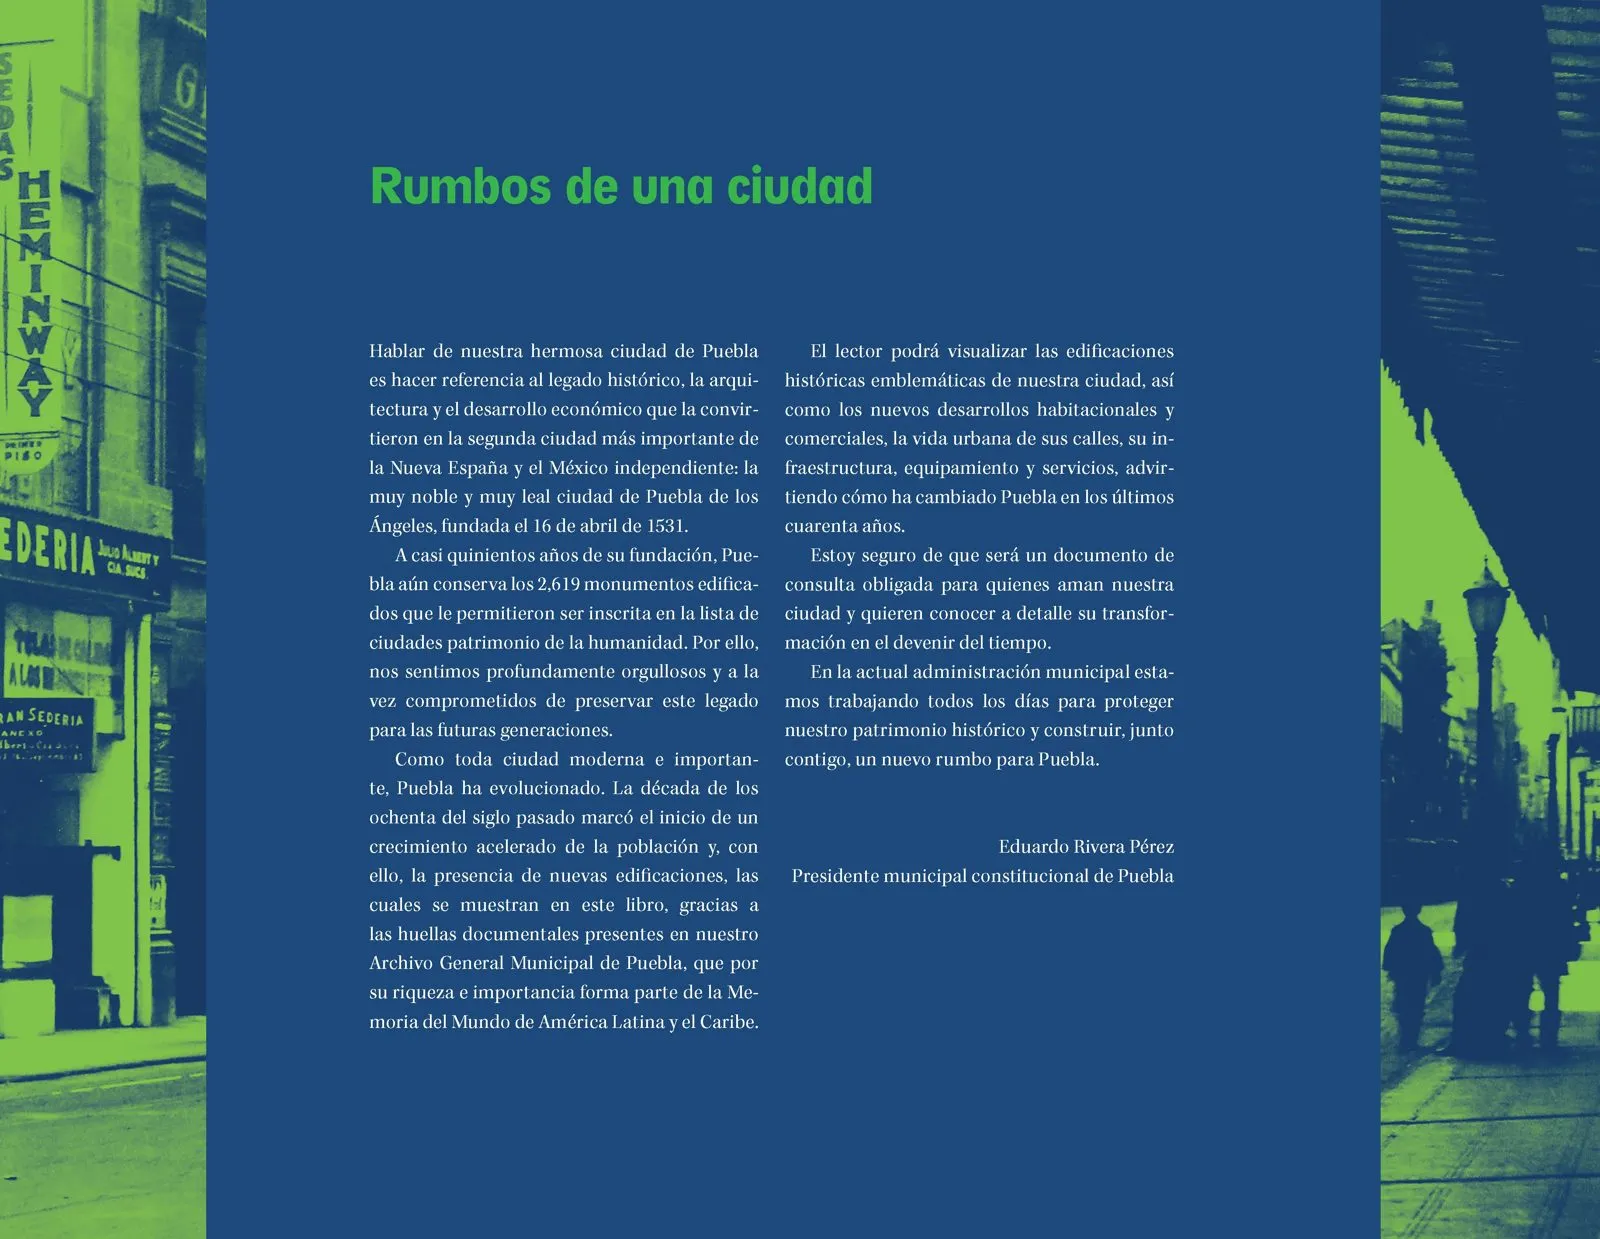 SEDAS
HEMINWAY
PRIMER
PISO
G
EDERIA JULIO ALBERT Y
CIA. SUCS.
A LOS
RAN SEDERIA
ANEXO
Rumbos de una ciudad
Hablar de nuestra hermosa ciudad de Puebla
es hacer referencia al legado histórico, la arqui-
tectura y el desarrollo económico que la convir-
tieron en la segunda ciudad más importante de
la Nueva España y el México independiente: la
muy noble y muy leal ciudad de Puebla de los
Ángeles, fundada el 16 de abril de 1531.
A casi quinientos años de su fundación, Pue-
bla aún conserva los 2,619 monumentos edifica-
dos que le permitieron ser inscrita en la lista de
ciudades patrimonio de la humanidad. Por ello,
nos sentimos profundamente orgullosos y a la
vez comprometidos de preservar este legado
para las futuras generaciones.
Como toda ciudad moderna e importan-
te, Puebla ha evolucionado. La década de los
ochenta del siglo pasado marcó el inicio de un
crecimiento acelerado de la población y, con
ello, la presencia de nuevas edificaciones, las
cuales se muestran en este libro, gracias a
las huellas documentales presentes en nuestro
Archivo General Municipal de Puebla, que por
su riqueza e importancia forma parte de la Me-
moria del Mundo de América Latina y el Caribe.
El lector podrá visualizar las edificaciones
históricas emblemáticas de nuestra ciudad, así
como los nuevos desarrollos habitacionales y
comerciales, la vida urbana de sus calles, su in-
fraestructura, equipamiento y servicios, advir-
tiendo cómo ha cambiado Puebla en los últimos
cuarenta años.
Estoy seguro de que será un documento de
consulta obligada para quienes aman nuestra
ciudad y quieren conocer a detalle su transfor-
mación en el devenir del tiempo.
En la actual administración municipal esta-
mos trabajando todos los días para proteger
nuestro patrimonio histórico y construir, junto
contigo, un nuevo rumbo para Puebla.
Eduardo Rivera Pérez
Presidente municipal constitucional de Puebla